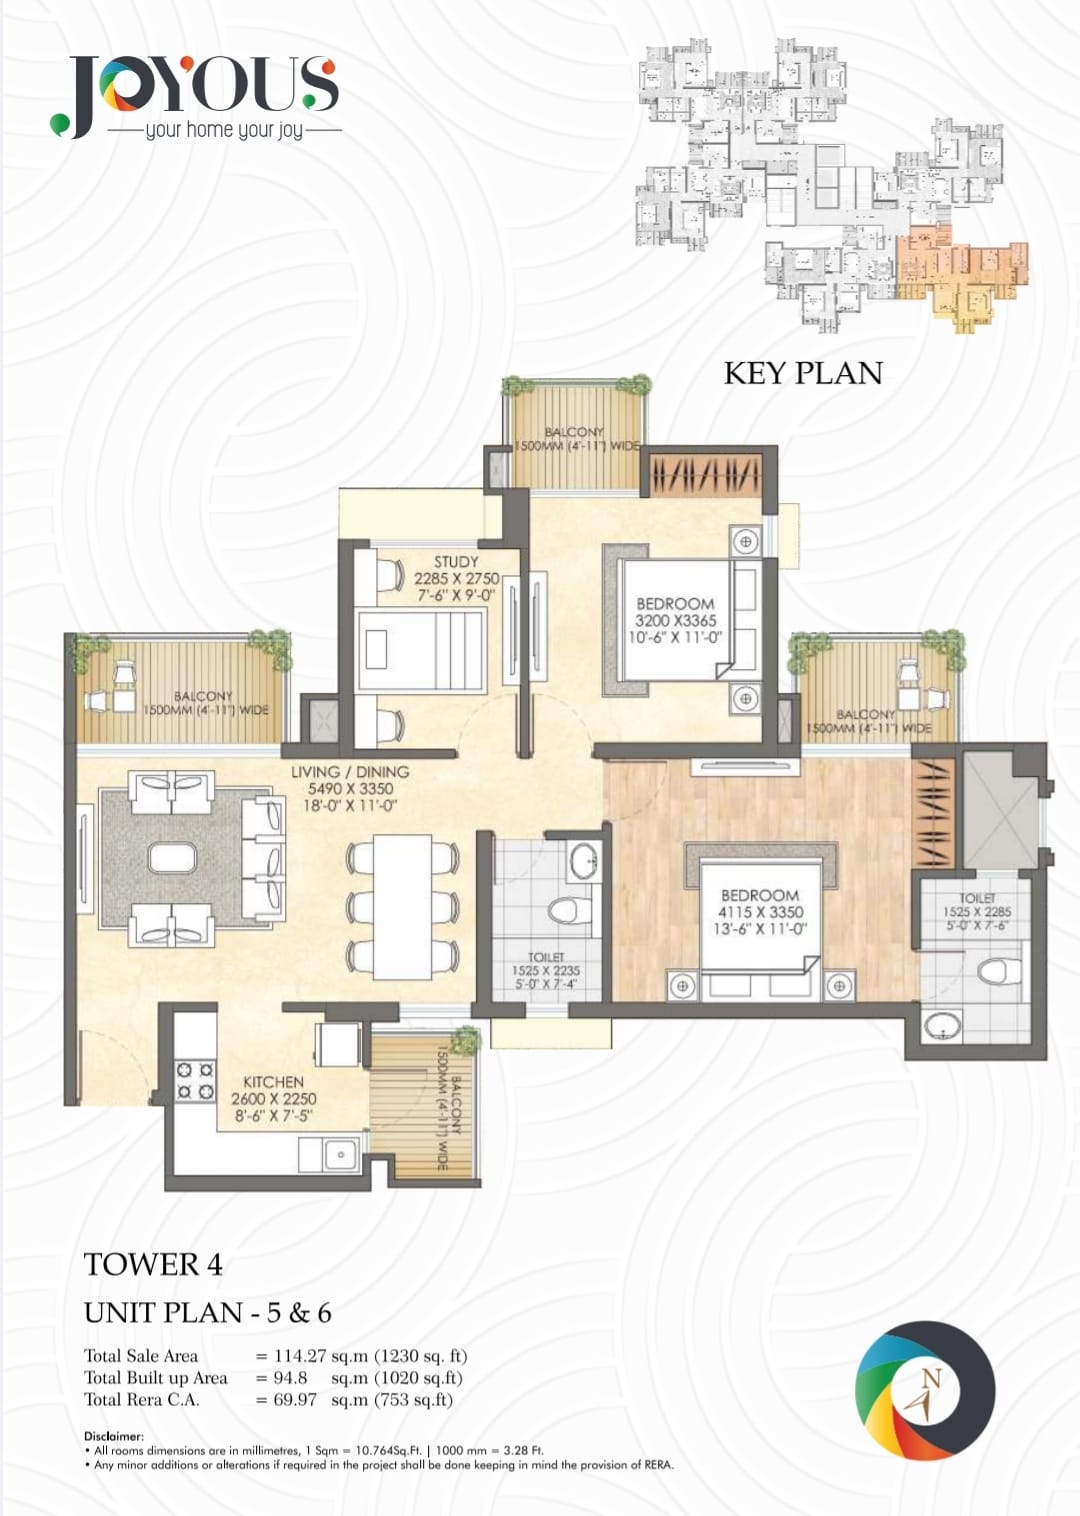 JOYOUS
your home your joy
KEY PLAN
BALCONY
1500MM (4'-11") WIDE
STUDY
2285 X 2750
7'-6" X 9'-0"
BEDROOM
3200 X3365
10'-6" X 11'-0"
BALCONY
1500MM (4'-11") WIDE
BALCONY
1500MM (4'-11") WIDE
LIVING / DINING
5490 X 3350
18'-0" X 11'-0"
BEDROOM
4115 X 3350
13'-6" X 11'-0"
TOILET
1525 X 2285
5'-0" X 7'-6"
TOILET
1525 X 2235
5'-0" X 7'-4"
KITCHEN
2600 X 2250
8'-6" X 7'-5"
BALCONY
1500MM (4'-11") WIDE
TOWER 4
UNIT PLAN - 5 & 6
Total Sale Area = 114.27 sq.m (1230 sq. ft)
Total Built up Area = 94.8 sq.m (1020 sq.ft)
Total Rera C.A. = 69.97 sq.m (753 sq.ft)
N
Disclaimer:
• All rooms dimensions are in millimetres, 1 Sqm = 10.764Sq.Ft. | 1000 mm = 3.28 Ft.
• Any minor additions or alterations if required in the project shall be done keeping in mind the provision of RERA.